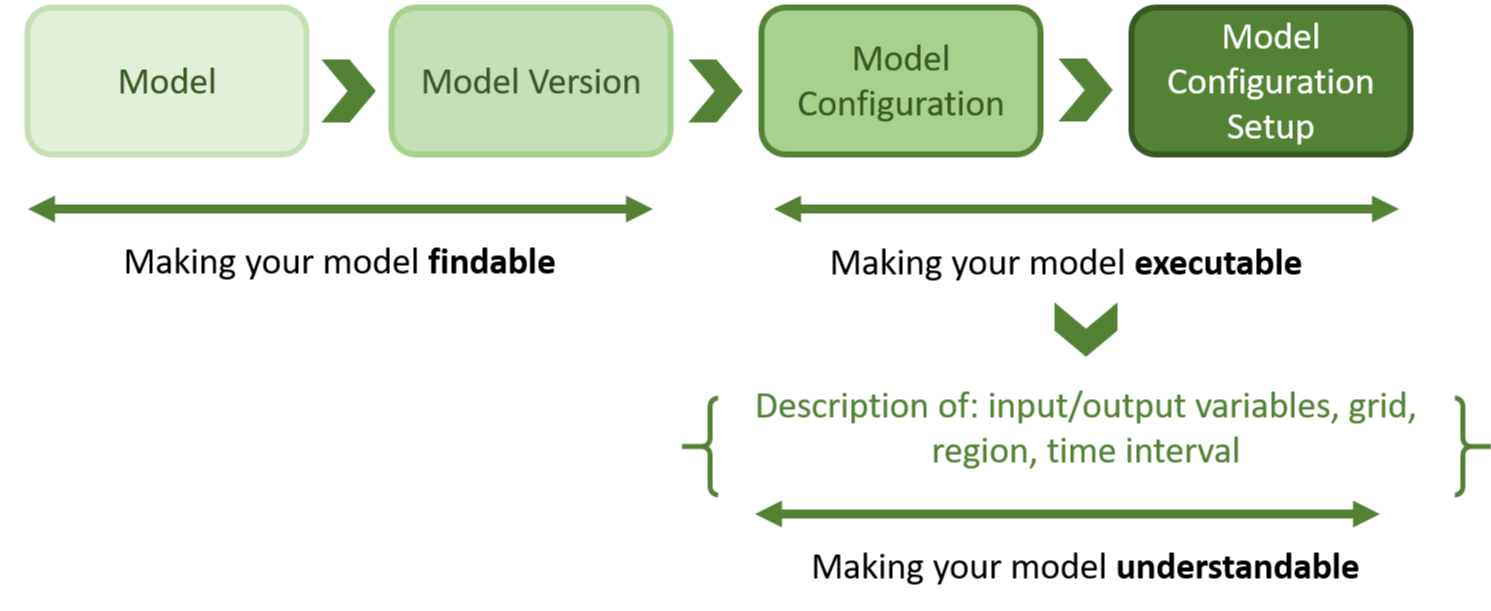 Model
Model Version
Model
Configuration
Model
Configuration
Setup
Making your model findable
Making your model executable
Description of: input/output variables, grid,
region, time interval
Making your model understandable